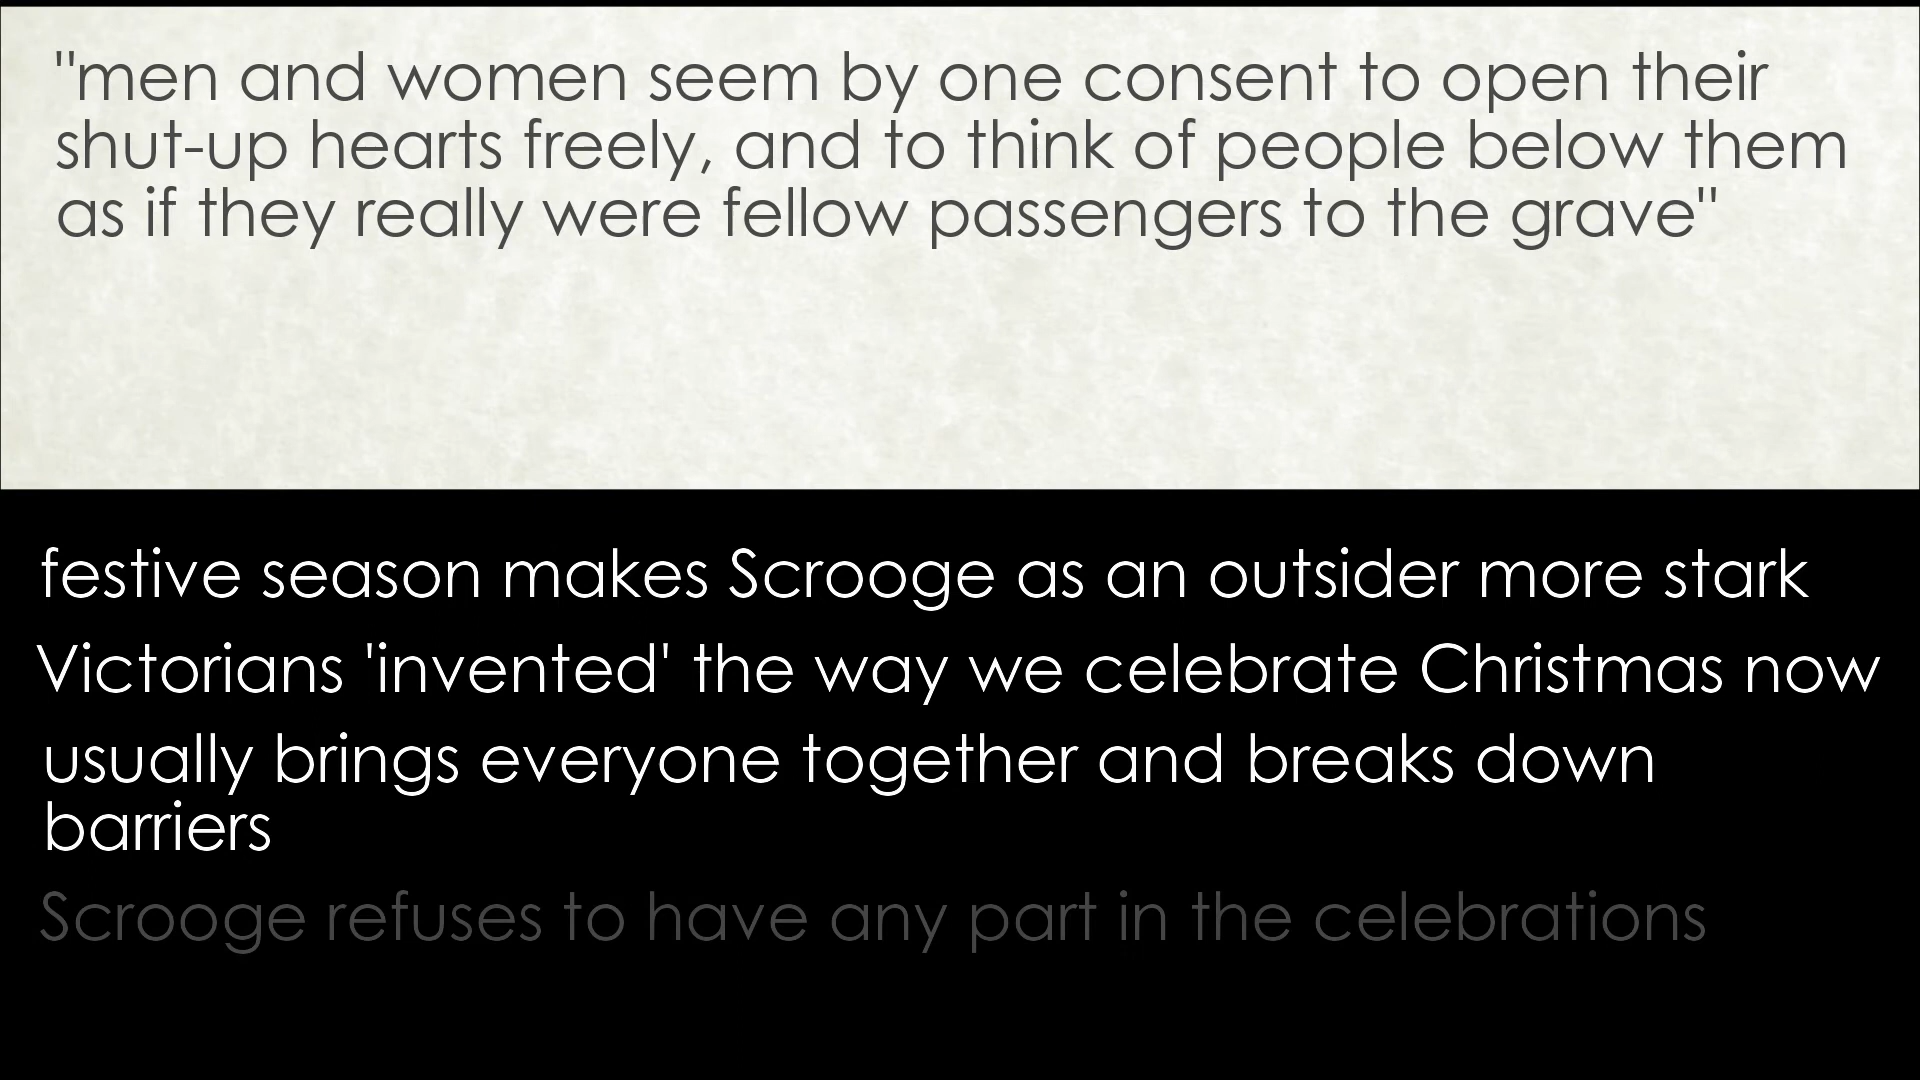 "men and women seem by one consent to open their
shut-up hearts freely, and to think of people below them
as if they really were fellow passengers to the grave"
festive season makes Scrooge as an outsider more stark
Victorians 'invented' the way we celebrate Christmas now
usually brings everyone together and breaks down
barriers
Scrooge refuses to have any part in the celebrations